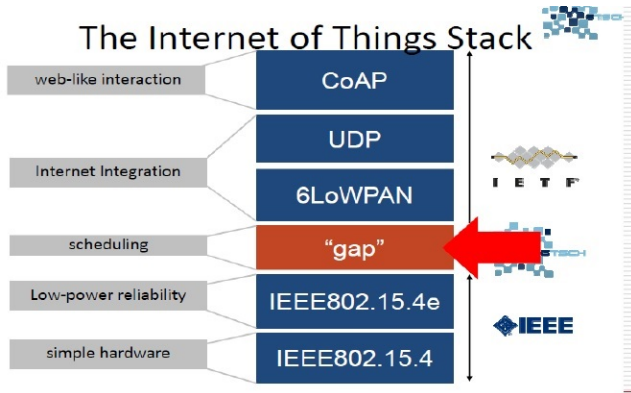 The Internet of Things Stack
web-like interaction
CoAP
Internet Integration
UDP
6LoWPAN
scheduling
“gap”
Low-power reliability
IEEE802.15.4e
simple hardware
IEEE802.15.4
I E T F
IEEE